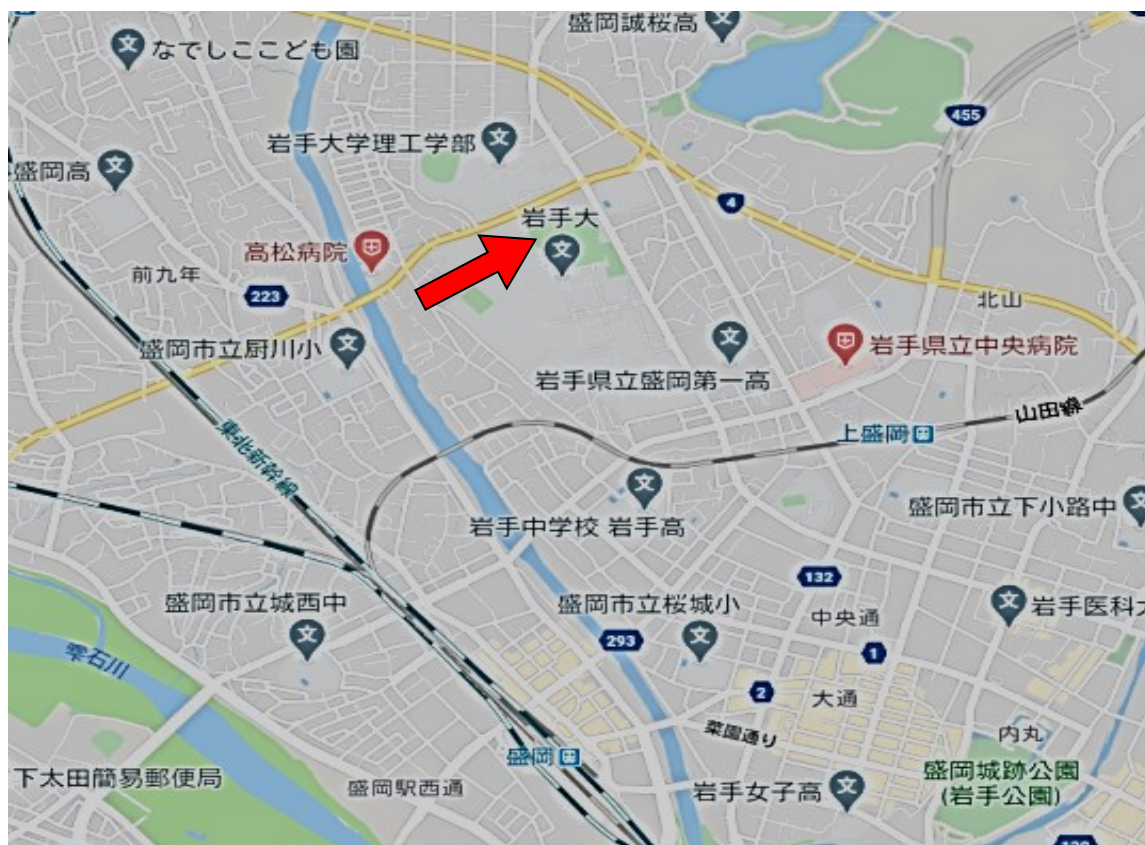 盛岡誠桜高
なでしここども園
455
岩手大学理工学部
盛岡高
4
岩手大
高松病院
前九年
223
北山
盛岡市立厨川小
岩手県立中央病院
岩手県立盛岡第一高
山田線
上盛岡
東北新幹線
盛岡市立下小路中
岩手中学校 岩手高
132
盛岡市立城西中
盛岡市立桜城小
中央通
岩手医科大
293
1
雫石川
2
大通
菜園通り
内丸
盛岡
下太田簡易郵便局
盛岡駅西通
岩手女子高
盛岡城跡公園
(岩手公園)